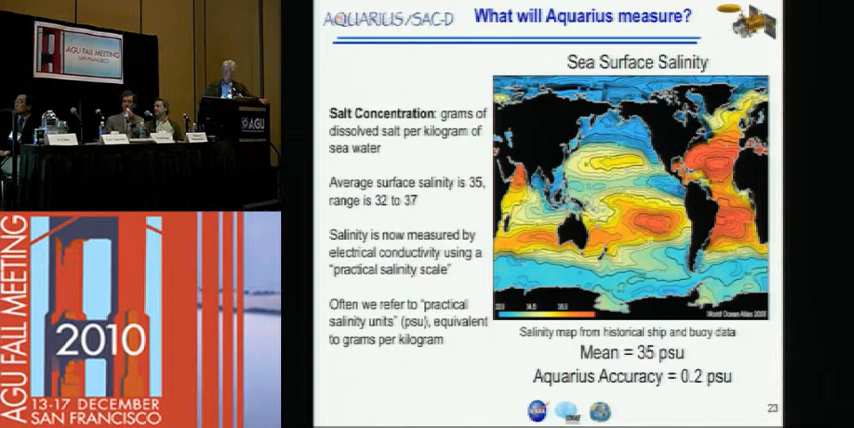 AGU FALL MEETING
SAN FRANCISCO
AGU
AGU FALL MEETING
2010
13-17 DECEMBER
SAN FRANCISCO
AQUARIUS/SAC-D
What will Aquarius measure?
Sea Surface Salinity
Salt Concentration: grams of
dissolved salt per kilogram of
sea water
Average surface salinity is 35,
range is 32 to 37
Salinity is now measured by
electrical conductivity using a
"practical salinity scale"
Often we refer to "practical
salinity units" (psu), equivalent
to grams per kilogram
Salinity map from historical ship and buoy data
Mean = 35 psu
Aquarius Accuracy = 0.2 psu
23